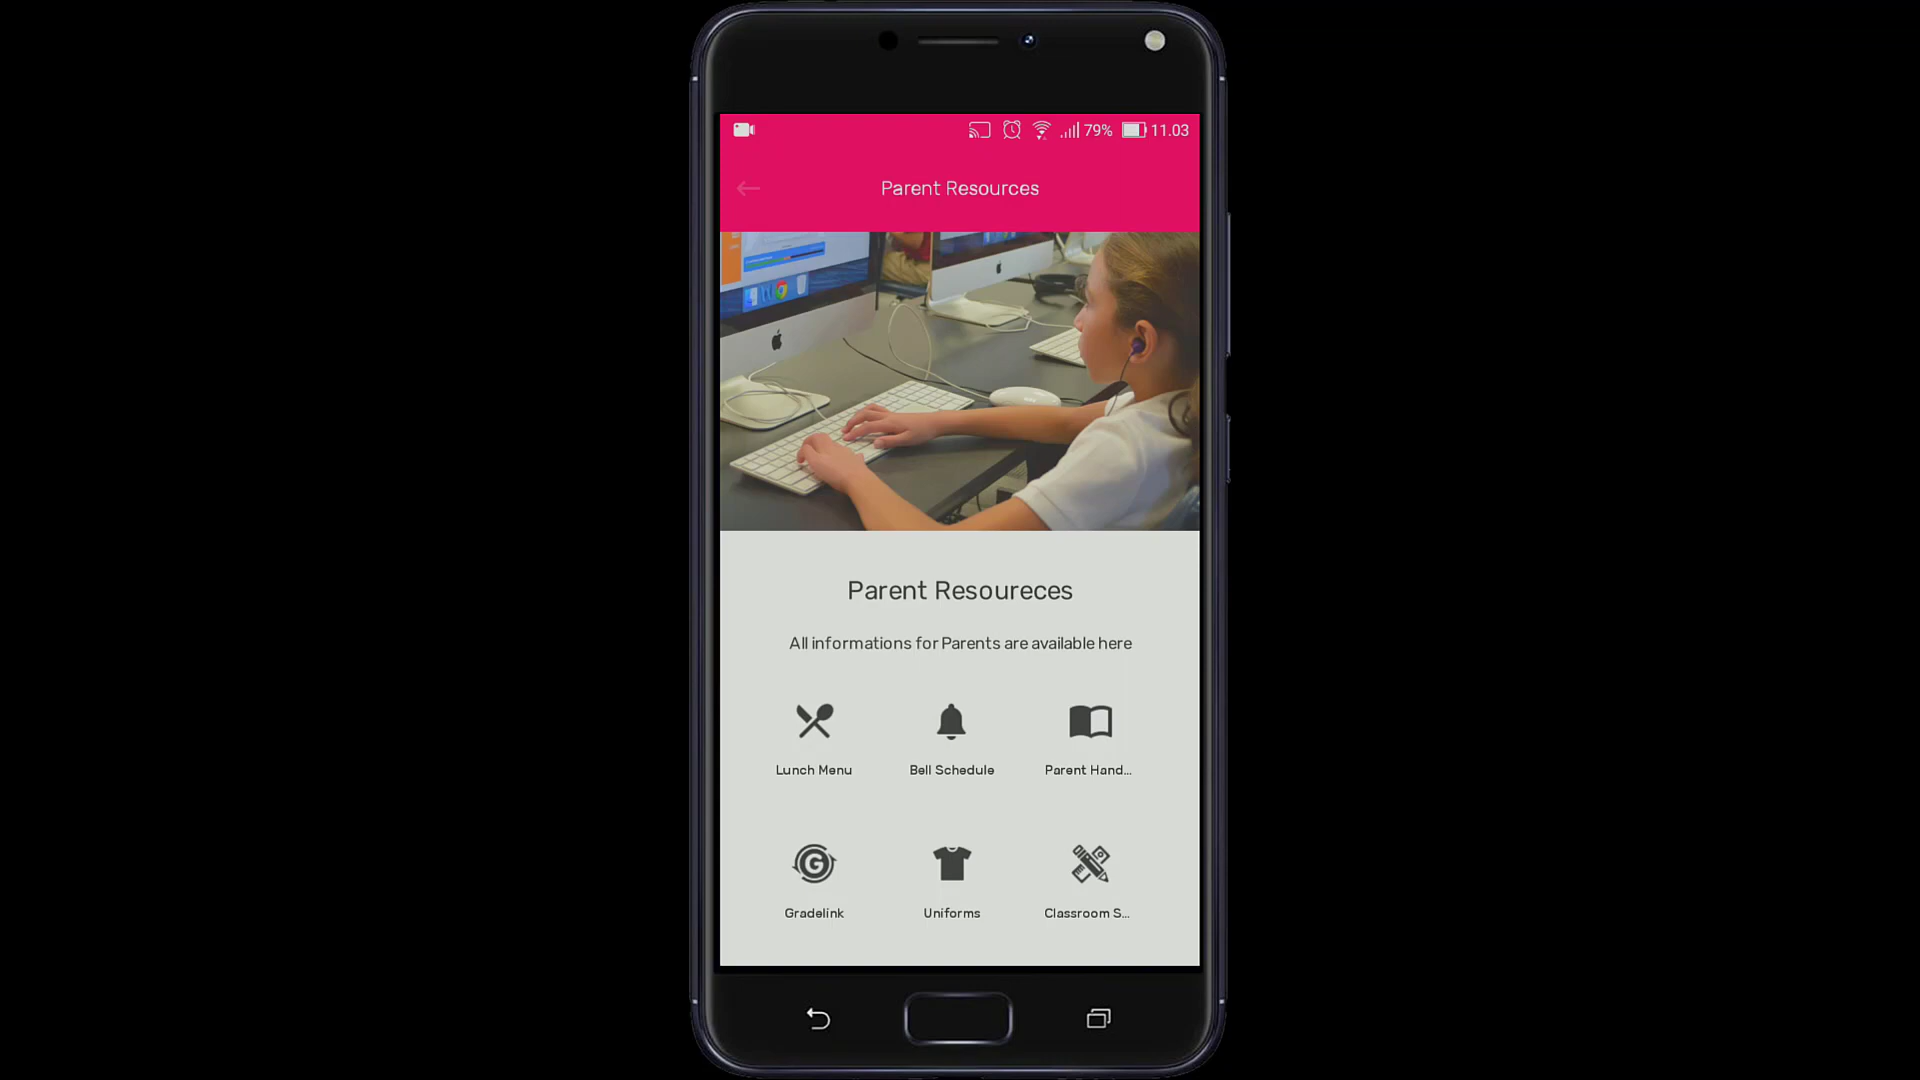 79% 11.03
Parent Resources
Parent Resoureces
All informations for Parents are available here
Lunch Menu Bell Schedule Parent Hand...
G
Gradelink Uniforms Classroom S...